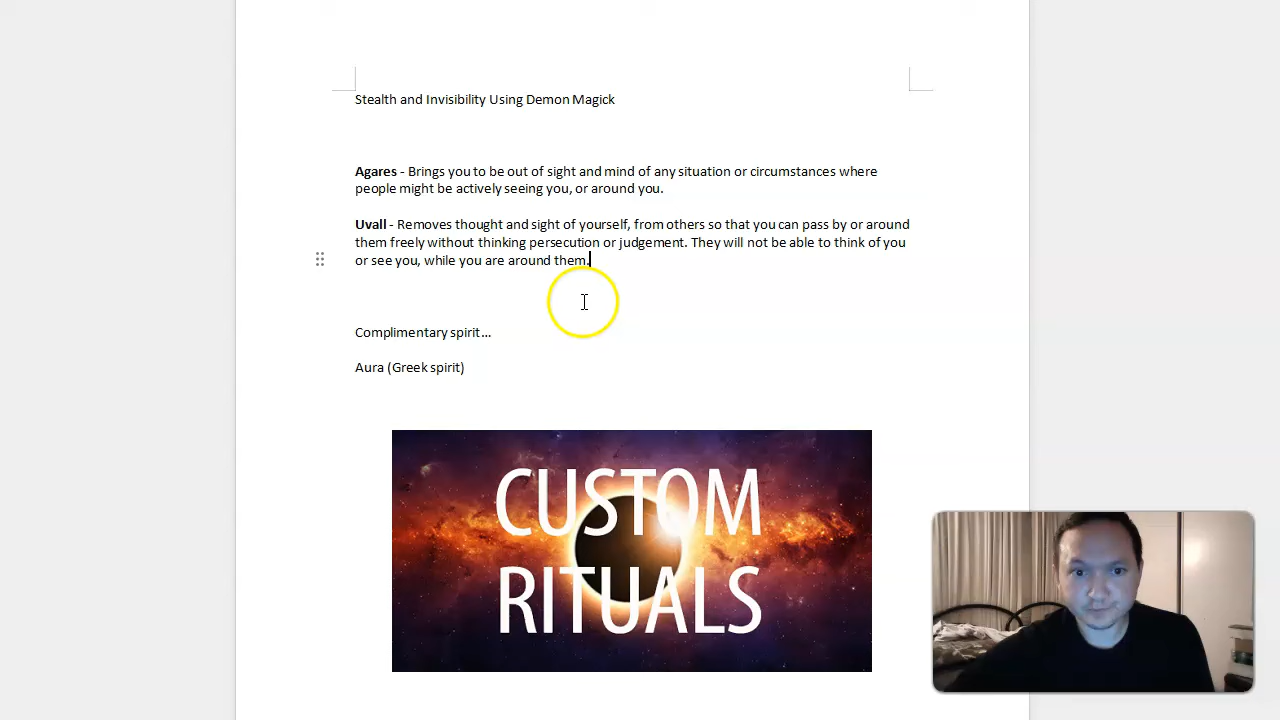 Stealth and Invisibility Using Demon Magick
Agares - Brings you to be out of sight and mind of any situation or circumstances where
people might be actively seeing you, or around you.
Uvall - Removes thought and sight of yourself, from others so that you can pass by or around
them freely without thinking persecution or judgement. They will not be able to think of you
or see you, while you are around them.
Complimentary spirit...
Aura (Greek spirit)
CUSTOM
RITUALS